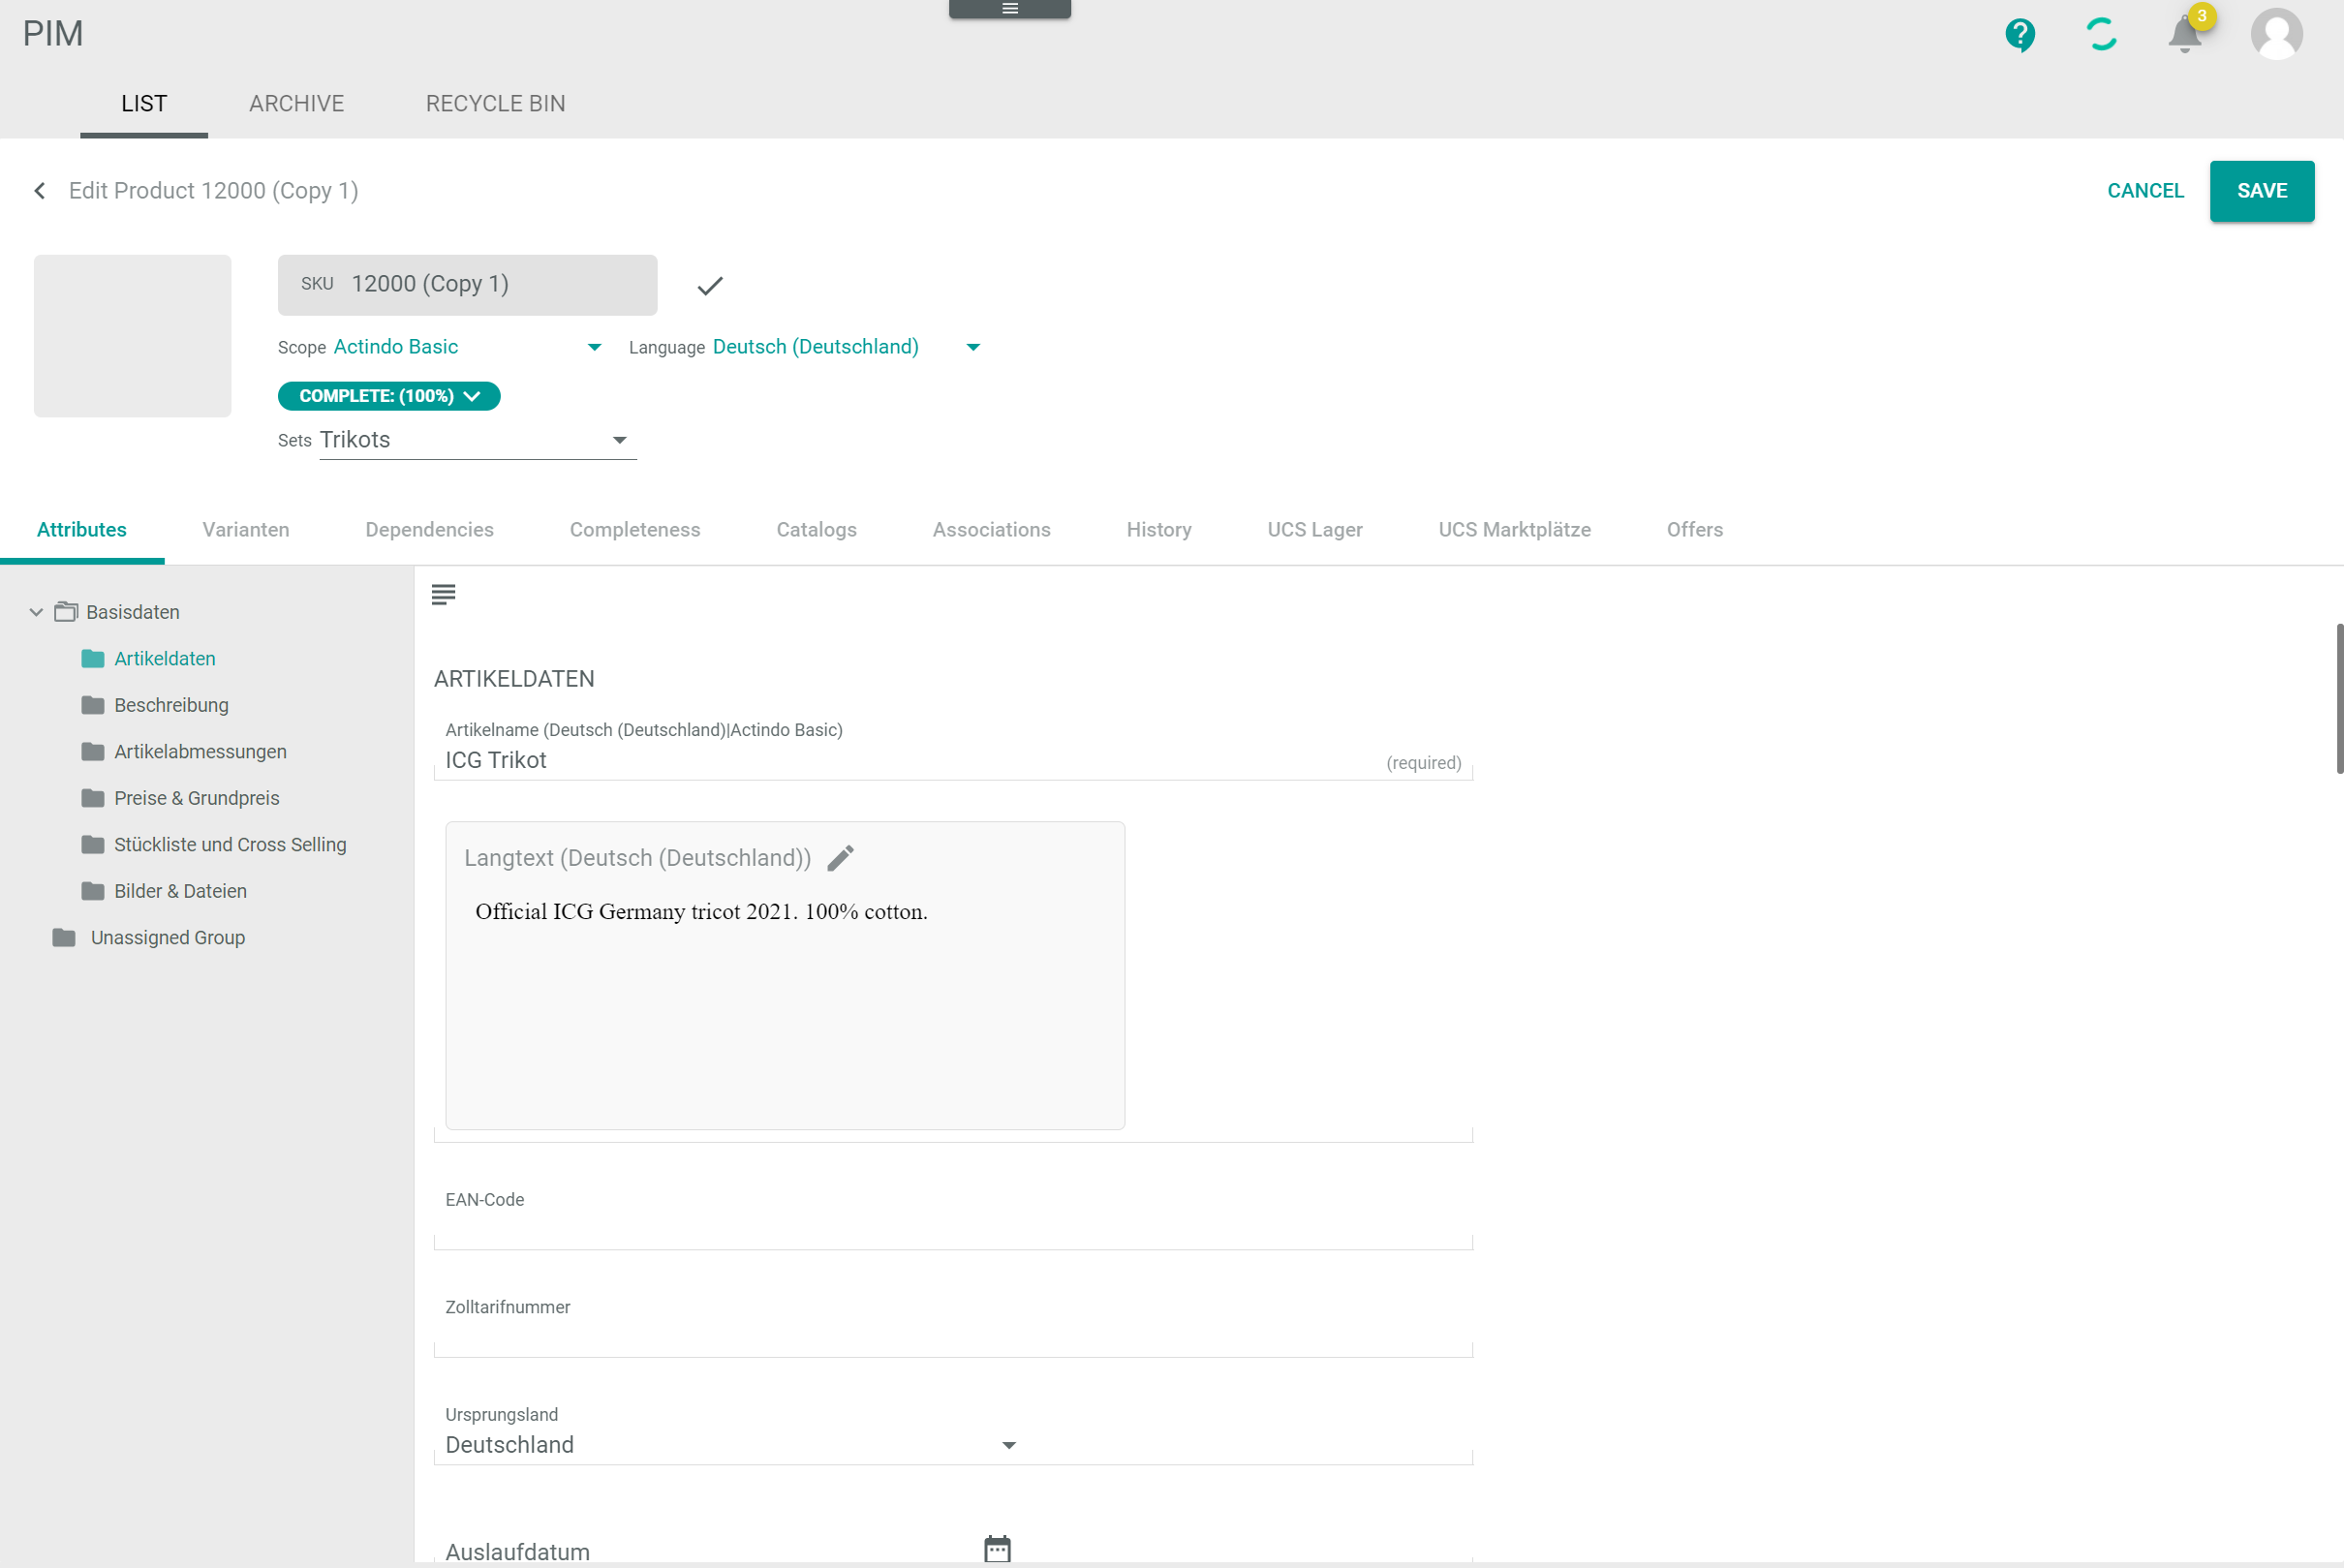 PIM
3
LIST ARCHIVE RECYCLE BIN
Edit Product 12000 (Copy 1)
CANCEL SAVE
SKU 12000 (Copy 1)
Scope Actindo Basic Language Deutsch (Deutschland)
COMPLETE: (100%)
Sets Trikots
Attributes Varianten Dependencies Completeness Catalogs Associations History UCS Lager UCS Marktplätze Offers
Basisdaten
Artikeldaten
Beschreibung
Artikelabmessungen
Preise & Grundpreis
Stückliste und Cross Selling
Bilder & Dateien
Unassigned Group
ARTIKELDATEN
Artikelname (Deutsch (Deutschland)|Actindo Basic)
ICG Trikot (required)
Langtext (Deutsch (Deutschland))
Official ICG Germany tricot 2021. 100% cotton.
EAN-Code
Zolltarifnummer
Ursprungsland
Deutschland
Auslaufdatum